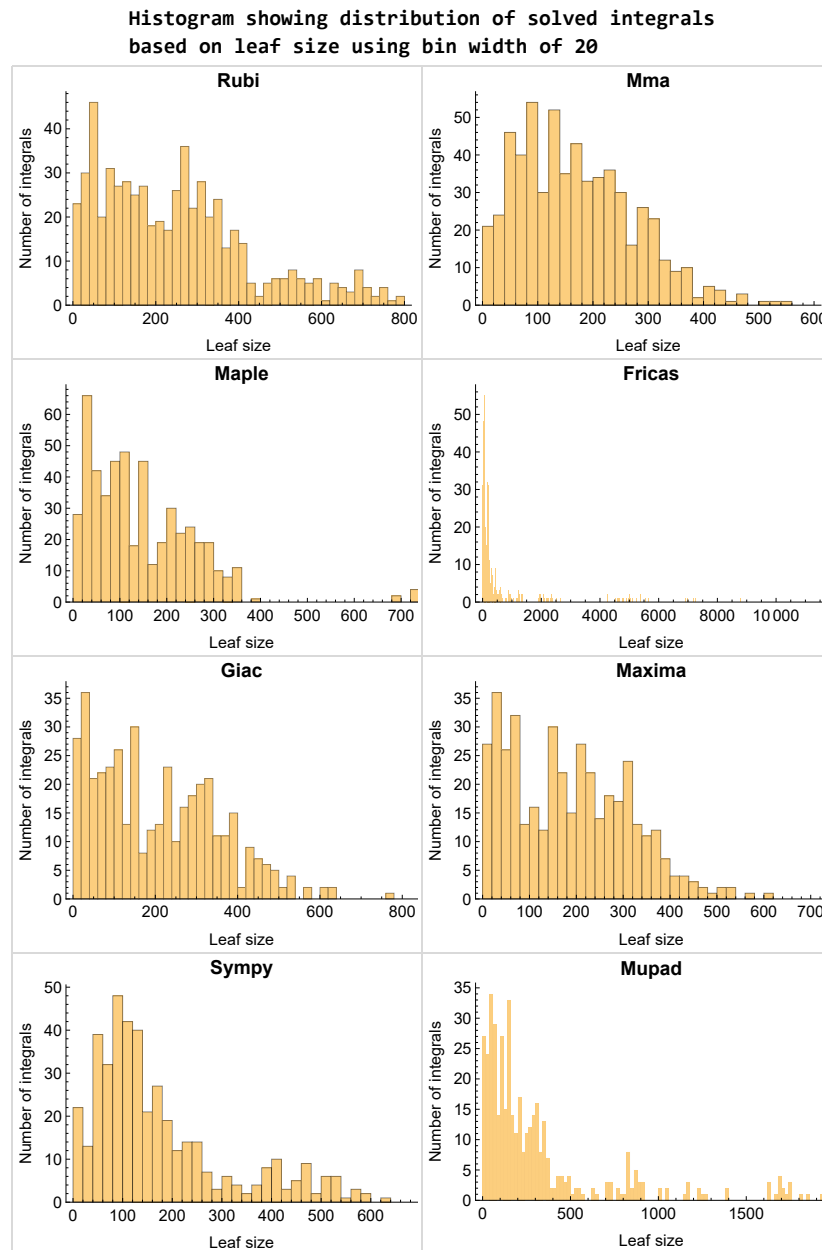 Histogram showing distribution of solved integrals
based on leaf size using bin width of 20
Rubi
Number of integrals
40
30
20
10
0
0 200 400 600 800
Leaf size
Mma
Number of integrals
50
40
30
20
10
0
0 100 200 300 400 500 600
Leaf size
Maple
Number of integrals
60
50
40
30
20
10
0
0 100 200 300 400 500 600 700
Leaf size
Fricas
Number of integrals
50
40
30
20
10
0
0 2000 4000 6000 8000 10 000
Leaf size
Giac
Number of integrals
35
30
25
20
15
10
5
0
0 200 400 600 800
Leaf size
Maxima
Number of integrals
35
30
25
20
15
10
5
0
0 100 200 300 400 500 600 700
Leaf size
Sympy
Number of integrals
50
40
30
20
10
0
0 100 200 300 400 500 600
Leaf size
Mupad
Number of integrals
35
30
25
20
15
10
5
0
0 500 1000 1500
Leaf size